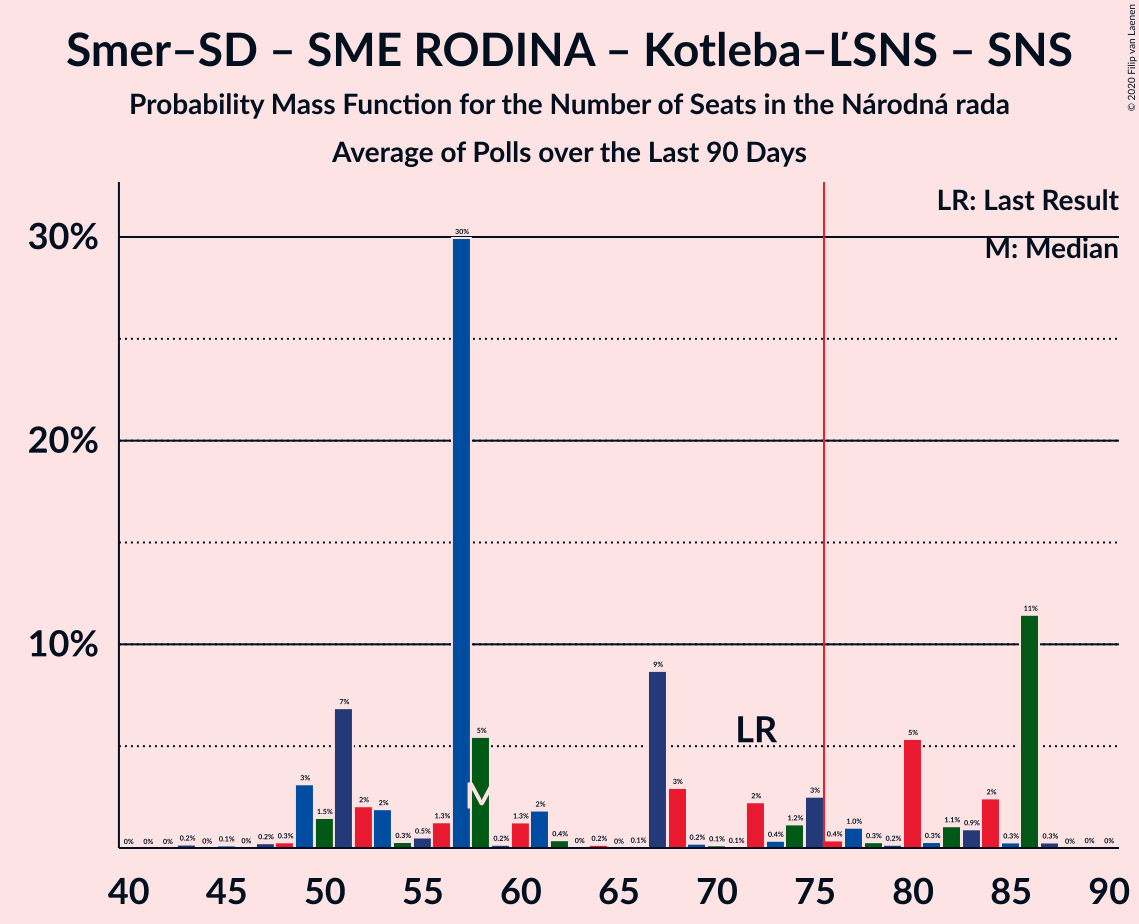 Smer–SD – SME RODINA – Kotleba–ĽSNS – SNS
Probability Mass Function for the Number of Seats in the Národná rada
Average of Polls over the Last 90 Days
© 2020 Filip van Laenen
LR: Last Result
M: Median
30%
20%
10%
0% 0% 0% 0.2% 0% 0.1% 0% 0.2% 0.3% 3% 1.5% 7% 2% 2% 0.3% 0.5% 1.3% 30% 5% 0.2% 1.3% 2% 0.4% 0% 0.2% 0% 0.1% 9% 3% 0.2% 0.1% 0.1% 2% 0.4% 1.2% 3% 0.4% 1.0% 0.3% 0.2% 5% 0.3% 1.1% 0.9% 2% 0.3% 11% 0.3% 0% 0% 0%
M
LR
40 45 50 55 60 65 70 75 80 85 90